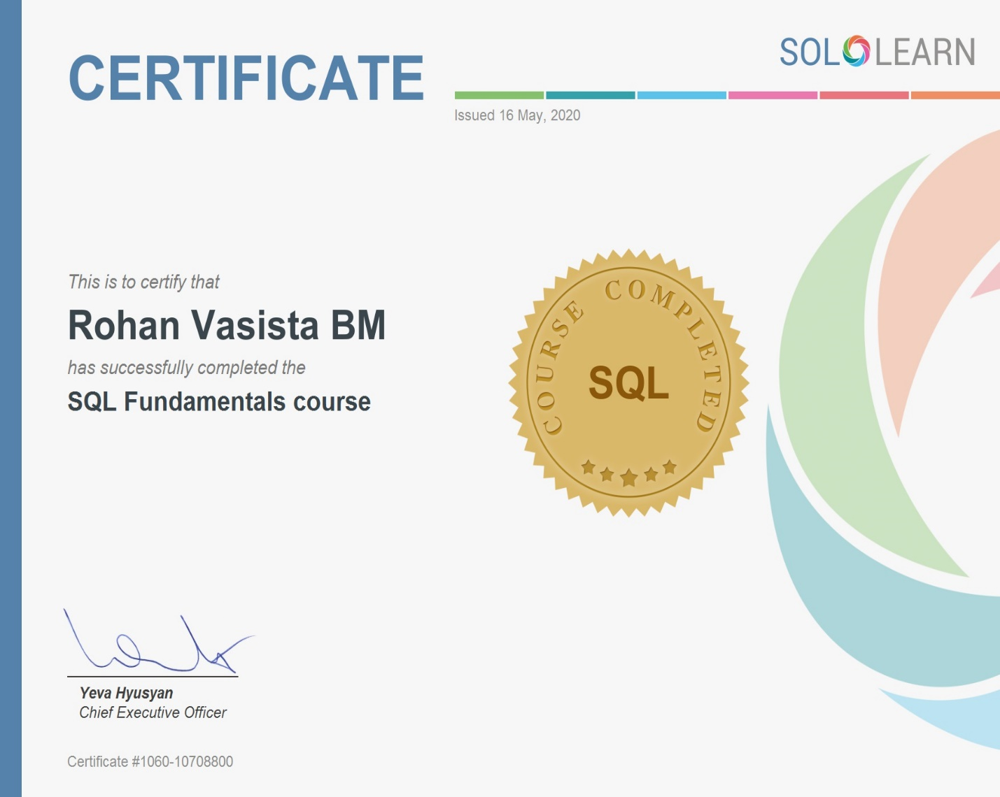 CERTIFICATE
SOLOLEARN
Issued 16 May, 2020
This is to certify that
Rohan Vasista BM
has successfully completed the
SQL Fundamentals course
COURSE COMPLETED
SQL
Yeva Hyusyan
Chief Executive Officer
Certificate #1060-10708800